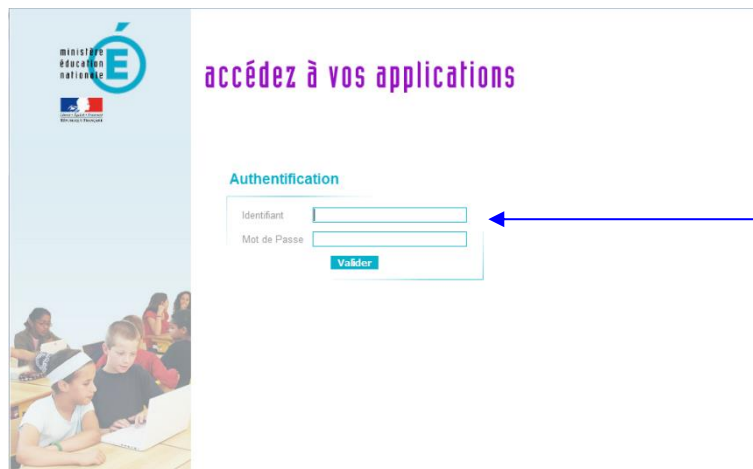 ministère
éducation
nationale
É
accédez à vos applications
Authentification
Identifiant
Mot de Passe
Valider